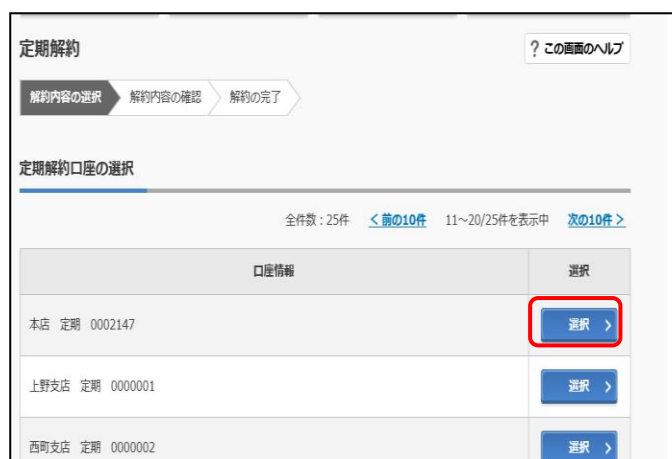 定期解約
? この画面のヘルプ
解約内容の選択 解約内容の確認 解約の完了
定期解約口座の選択
全件数：25件 < 前の10件 11～20/25件を表示中 次の10件 >
口座情報 選択
本店 定期 0002147 選択 >
上野支店 定期 0000001 選択 >
西町支店 定期 0000002 選択 >